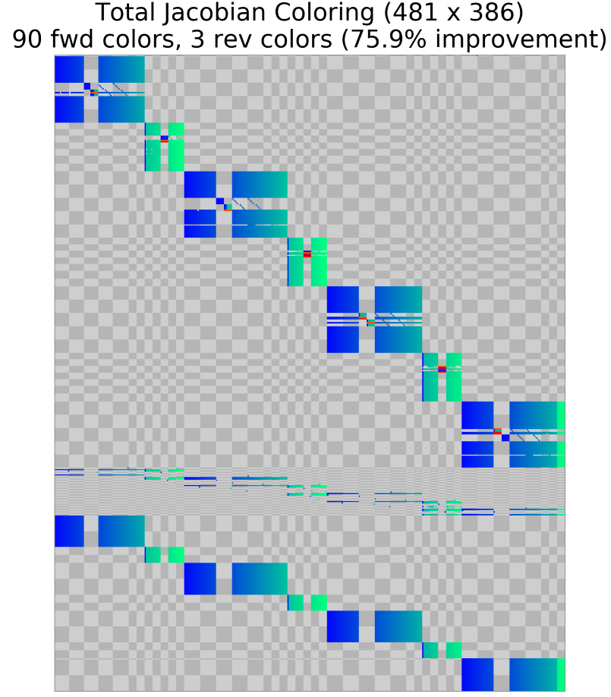 Total Jacobian Coloring (481 x 386)
90 fwd colors, 3 rev colors (75.9% improvement)